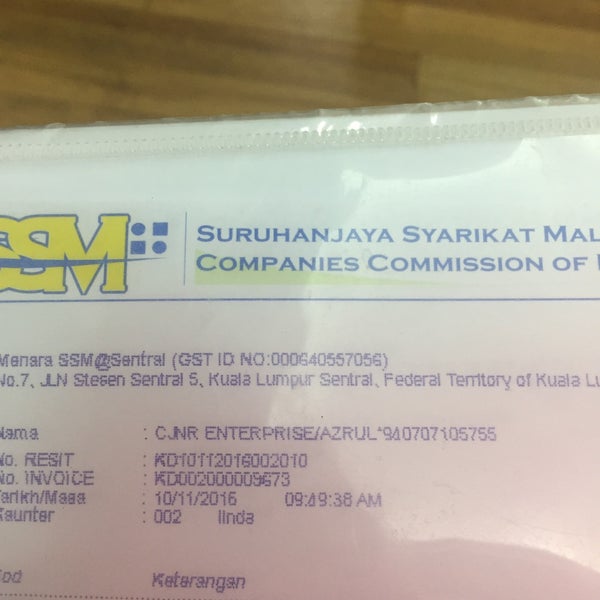 SSM
SURUHANJAYA SYARIKAT MAL
COMPANIES COMMISSION OF
Menara SSM@Sentral (GST ID NO:000640557056)
No.7, JLN Stesen Sentral 5, Kuala Lumpur Sentral, Federal Territory of Kuala Lu
Nama : CJNR ENTERPRISE/AZRUL*940707105755
No. RESIT : KD10112016002010
No. INVOICE : KD002000009673
Tarikh/Masa : 10/11/2016 09:49:38 AM
Kaunter : 002 linda
Kod Keterangan